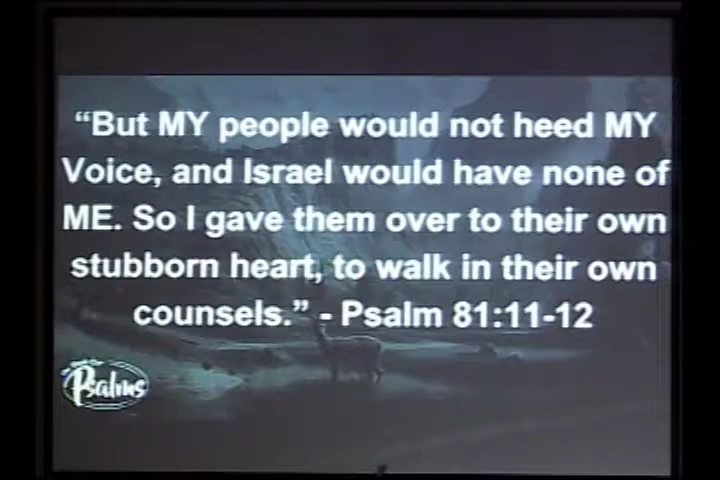 “But MY people would not heed MY
Voice, and Israel would have none of
ME. So I gave them over to their own
stubborn heart, to walk in their own
counsels.” - Psalm 81:11-12
Psalms